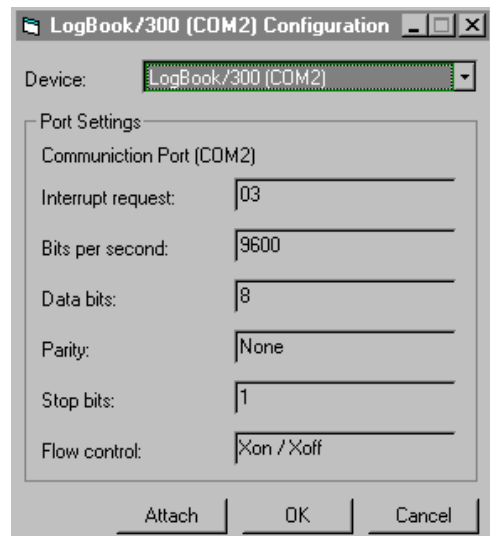 LogBook/300 (COM2) Configuration
Device: LogBook/300 (COM2)
Port Settings
Communiction Port (COM2)
Interrupt request: 03
Bits per second: 9600
Data bits: 8
Parity: None
Stop bits: 1
Flow control: Xon / Xoff
Attach OK Cancel